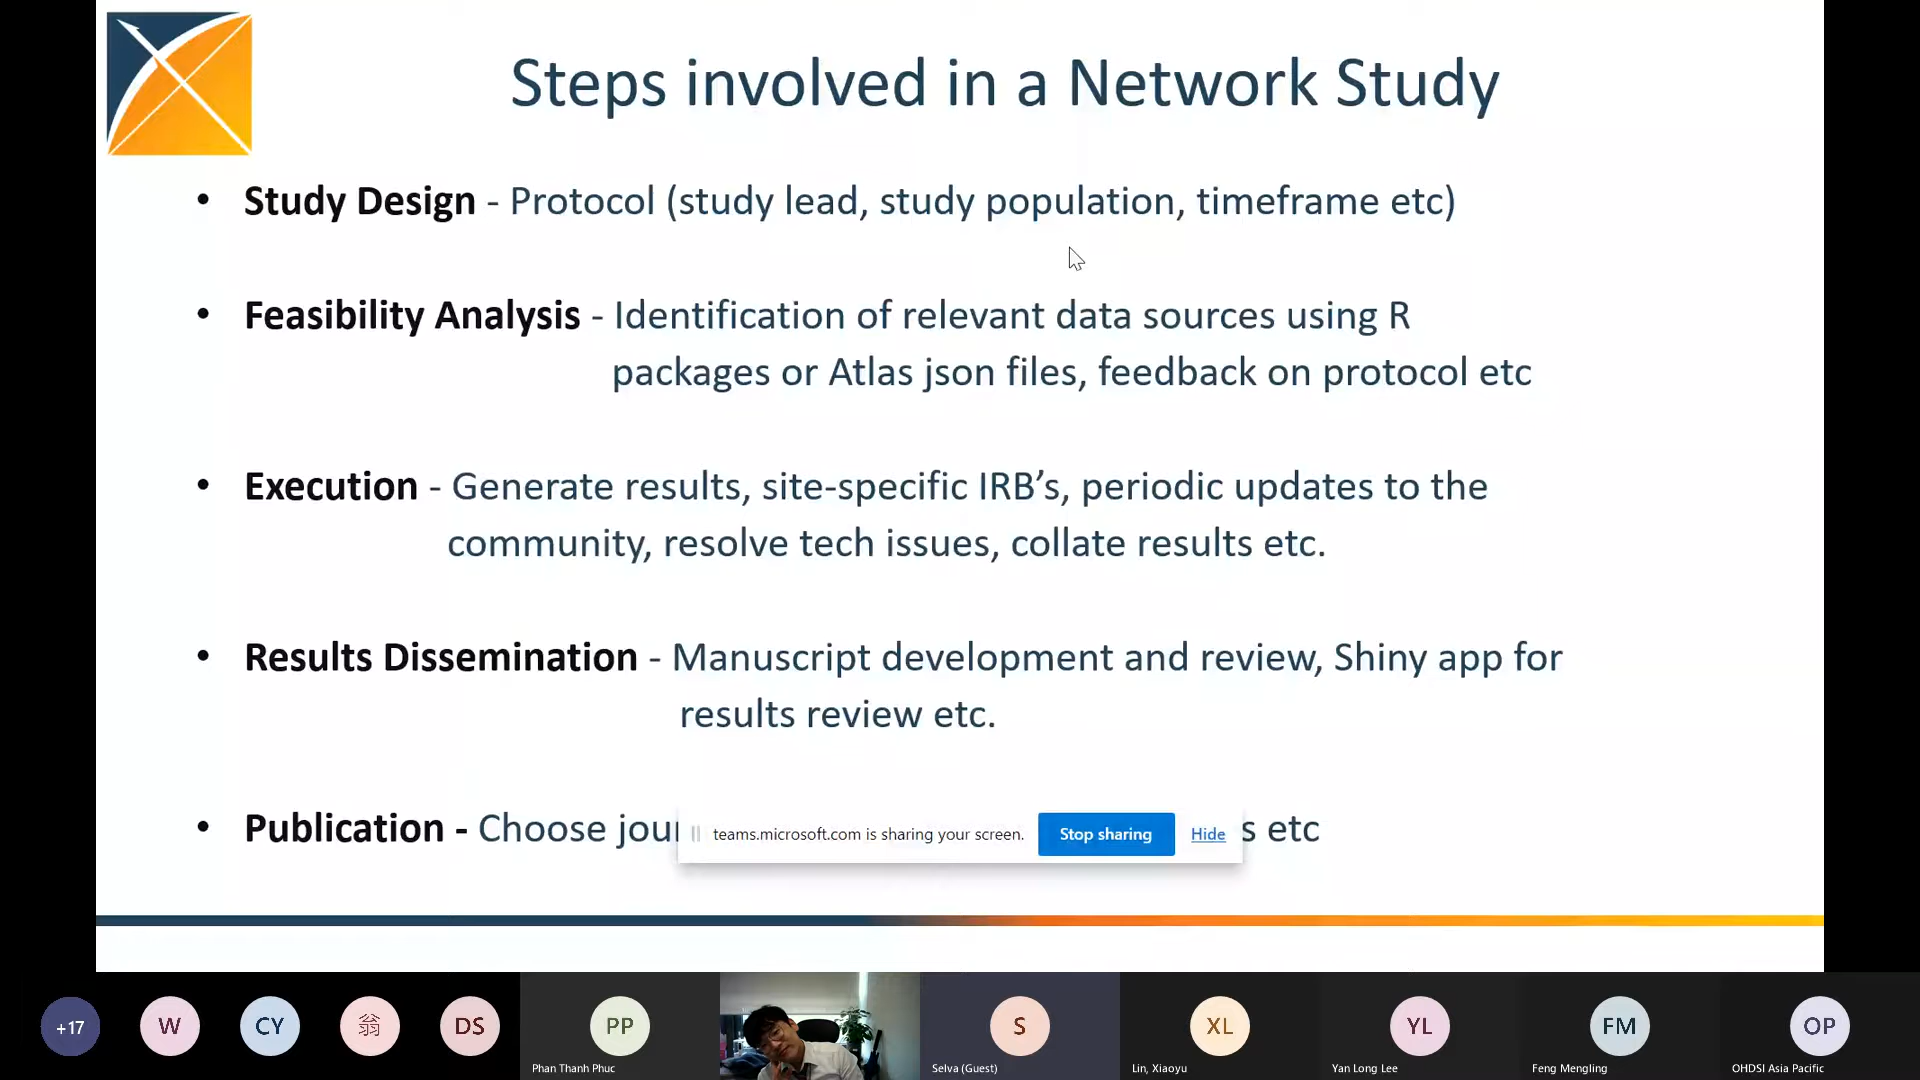 Steps involved in a Network Study
• Study Design - Protocol (study lead, study population, timeframe etc)
• Feasibility Analysis - Identification of relevant data sources using R
packages or Atlas json files, feedback on protocol etc
• Execution - Generate results, site-specific IRB’s, periodic updates to the
community, resolve tech issues, collate results etc.
• Results Dissemination - Manuscript development and review, Shiny app for
results review etc.
• Publication - Choose jour s etc
teams.microsoft.com is sharing your screen. Stop sharing Hide
+17 W CY 翁 DS PP S XL YL FM OP
Phan Thanh Phuc Selva (Guest) Lin, Xiaoyu Yan Long Lee Feng Mengling OHDSI Asia Pacific